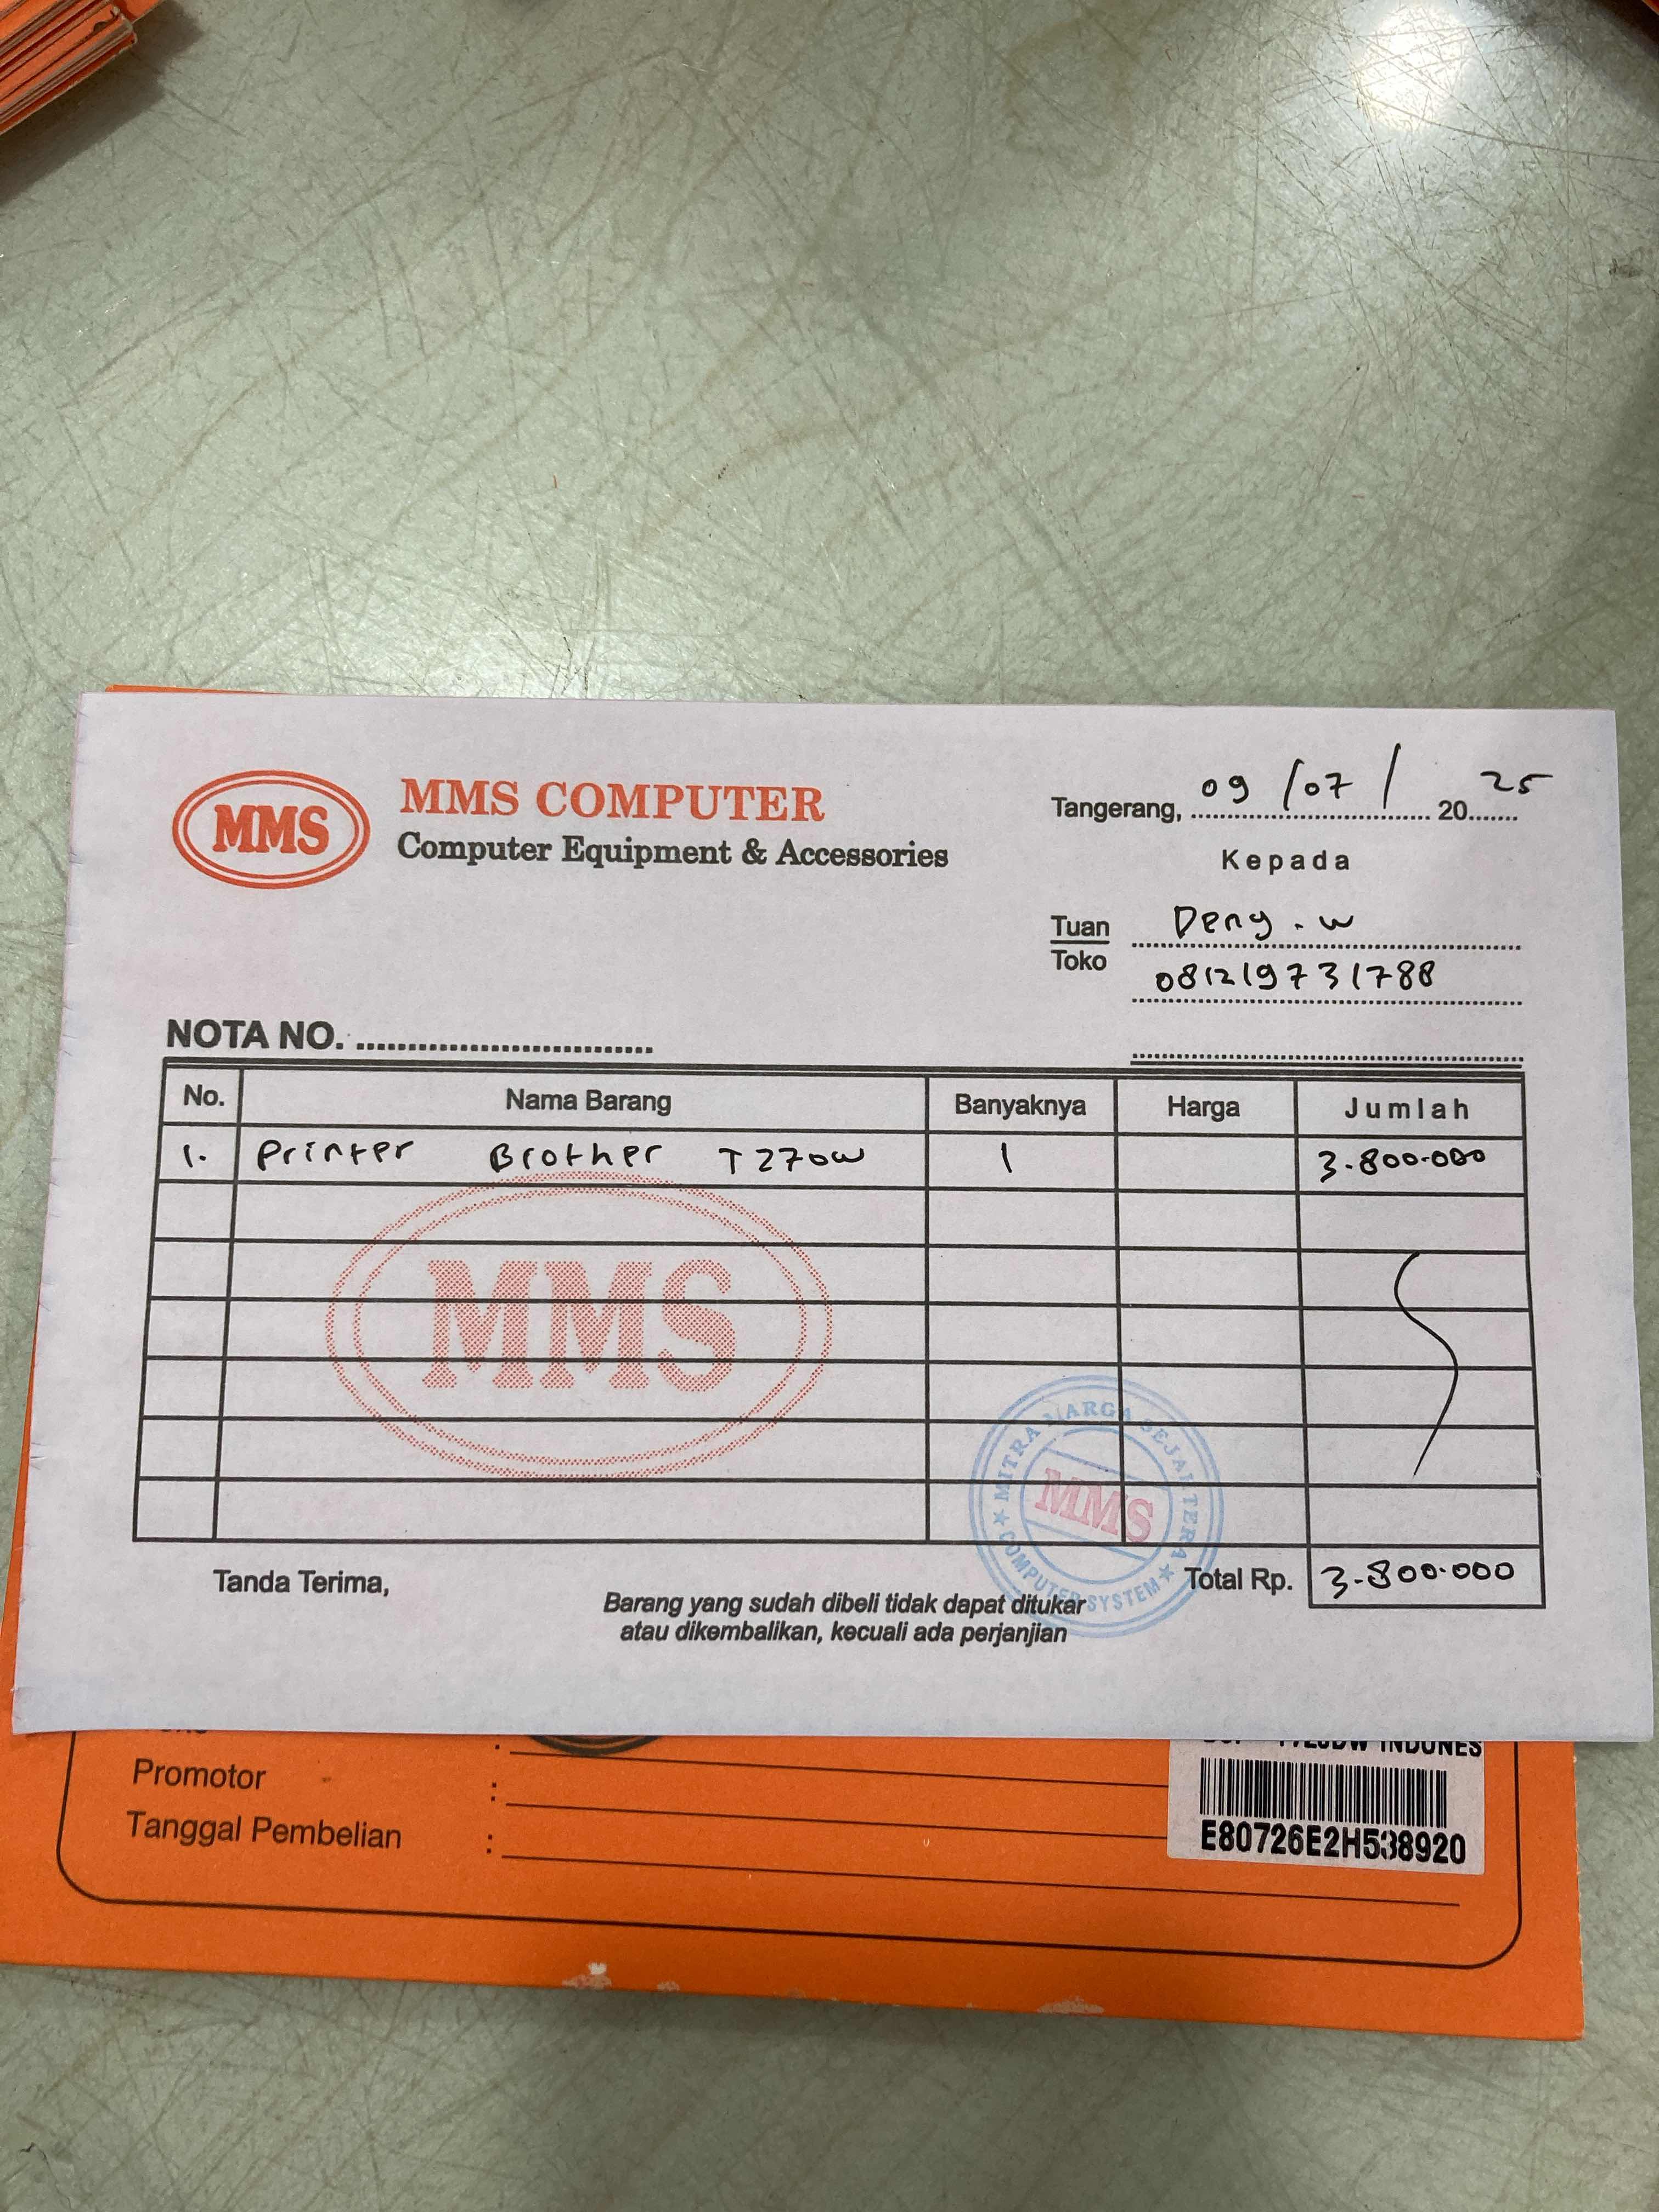 MMS
MMS COMPUTER
Computer Equipment & Accessories
Tangerang, 09 / 07 / 2025
Kepada
Tuan Deny . w
Toko 081219731788
NOTA NO.
No. Nama Barang Banyaknya Harga Jumlah
1. Printer Brother T270W 1 3.800.000
MMS
MITRA MARGA SEJAHTERA
MMS
COMPUTER SYSTEM
Tanda Terima,
Total Rp. 3.800.000
Barang yang sudah dibeli tidak dapat ditukar
atau dikembalikan, kecuali ada perjanjian
INDONES
Promotor :
Tanggal Pembelian :
E80726E2H538920